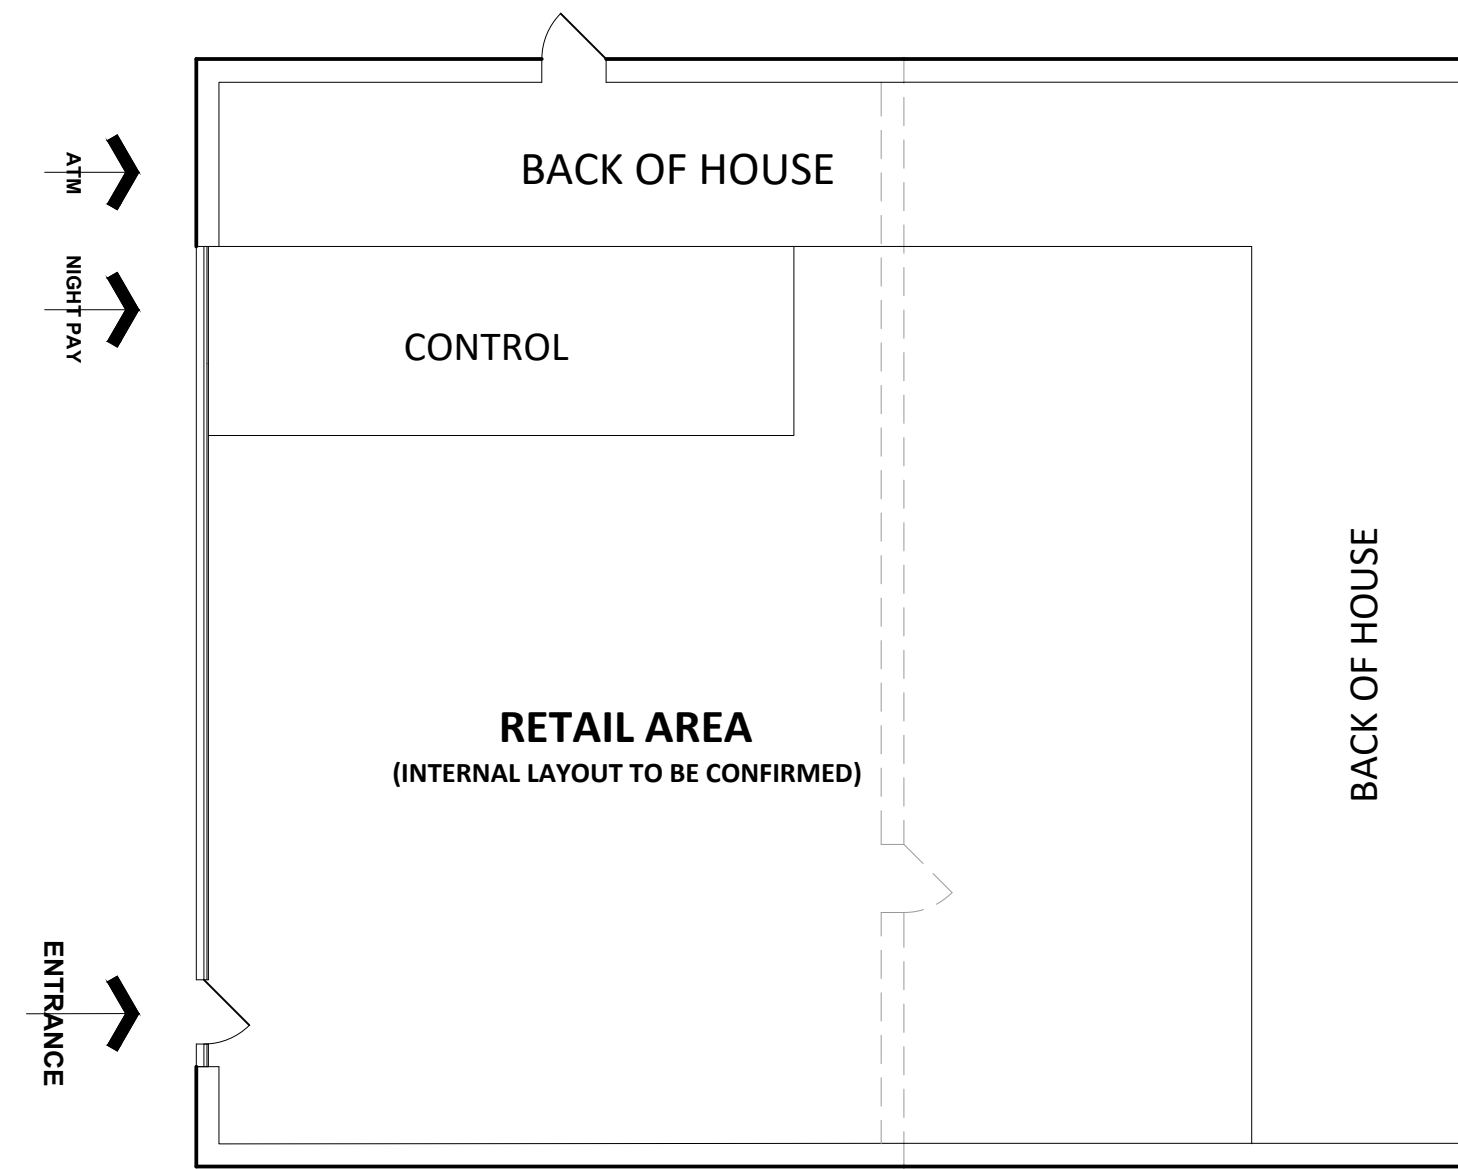 ATM
BACK OF HOUSE
NIGHT PAY
CONTROL
BACK OF HOUSE
RETAIL AREA
(INTERNAL LAYOUT TO BE CONFIRMED)
ENTRANCE